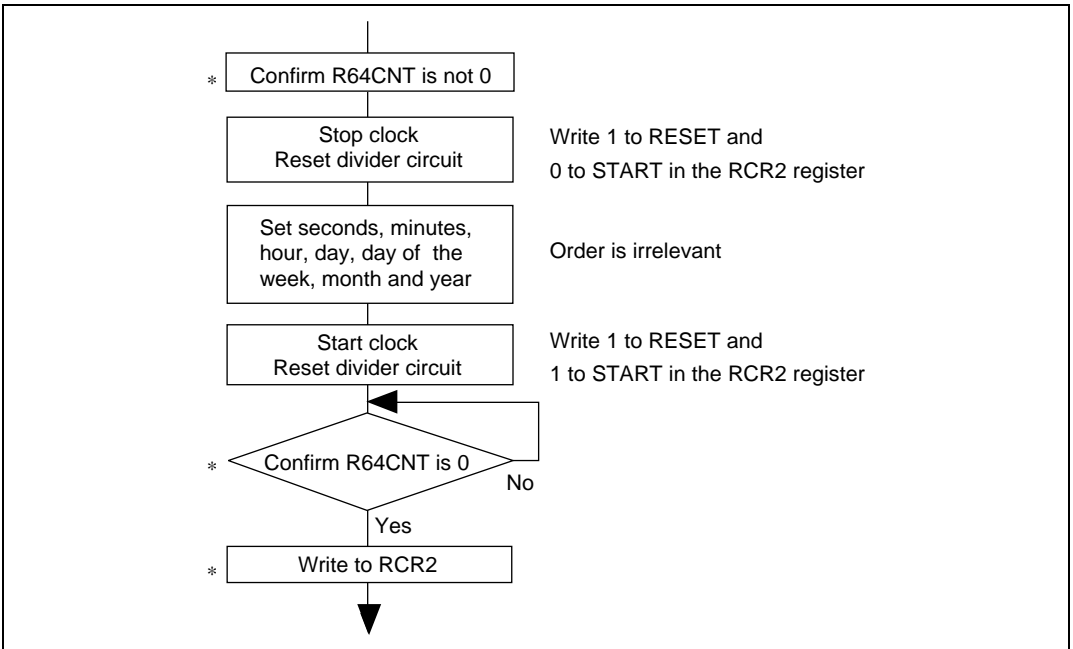 * Confirm R64CNT is not 0
Stop clock
Reset divider circuit
Write 1 to RESET and
0 to START in the RCR2 register
Set seconds, minutes,
hour, day, day of the
week, month and year
Order is irrelevant
Start clock
Reset divider circuit
Write 1 to RESET and
1 to START in the RCR2 register
* Confirm R64CNT is 0
No
Yes
* Write to RCR2